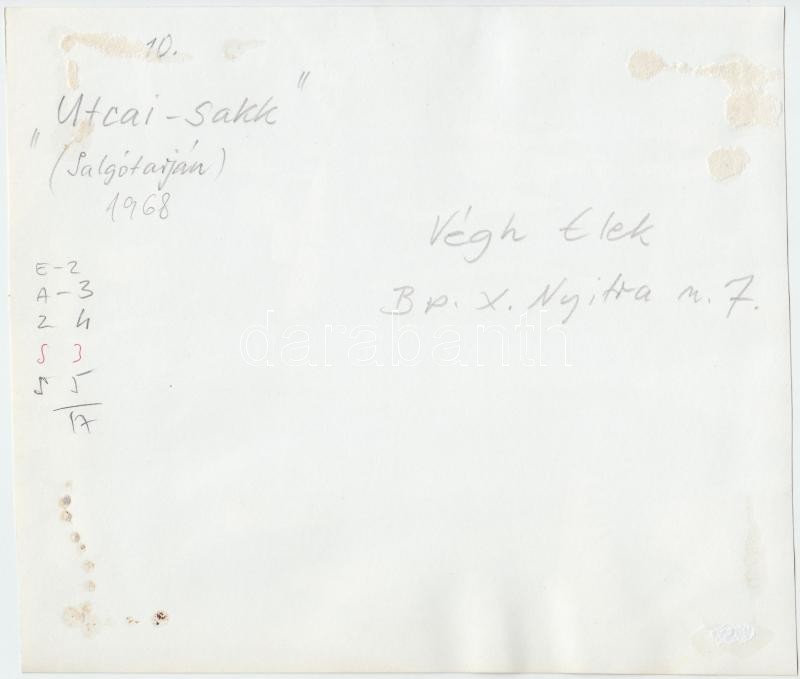 10.
„Utcai-sakk"
(Salgótarján)
1968
E-2
A-3
2 4
S 3
S 5
17
Végh Elek
Bp. X. Nyitra u. 7.
darabanth